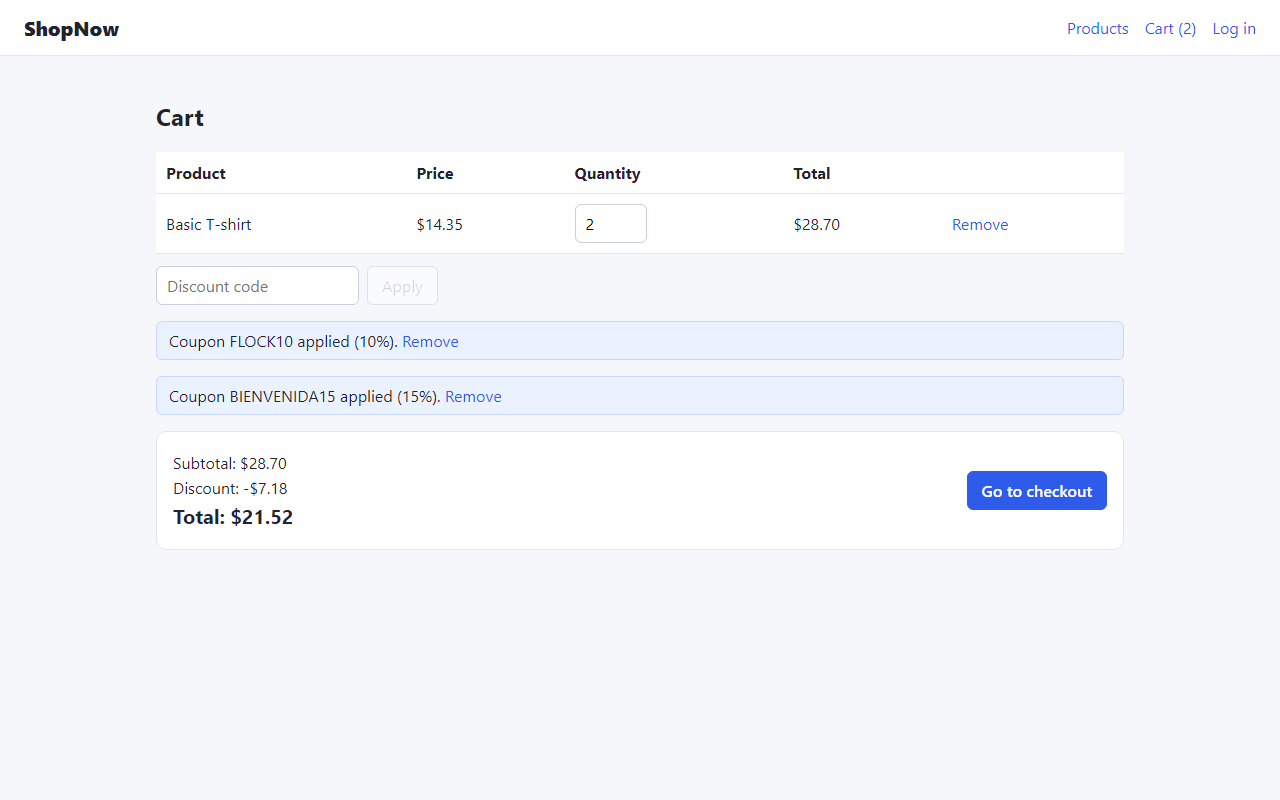 ShopNow Products Cart (2) Log in
Cart
Product Price Quantity Total
Basic T-shirt $14.35 2 $28.70 Remove
Discount code Apply
Coupon FLOCK10 applied (10%). Remove
Coupon BIENVENIDA15 applied (15%). Remove
Subtotal: $28.70
Discount: -$7.18
Total: $21.52
Go to checkout